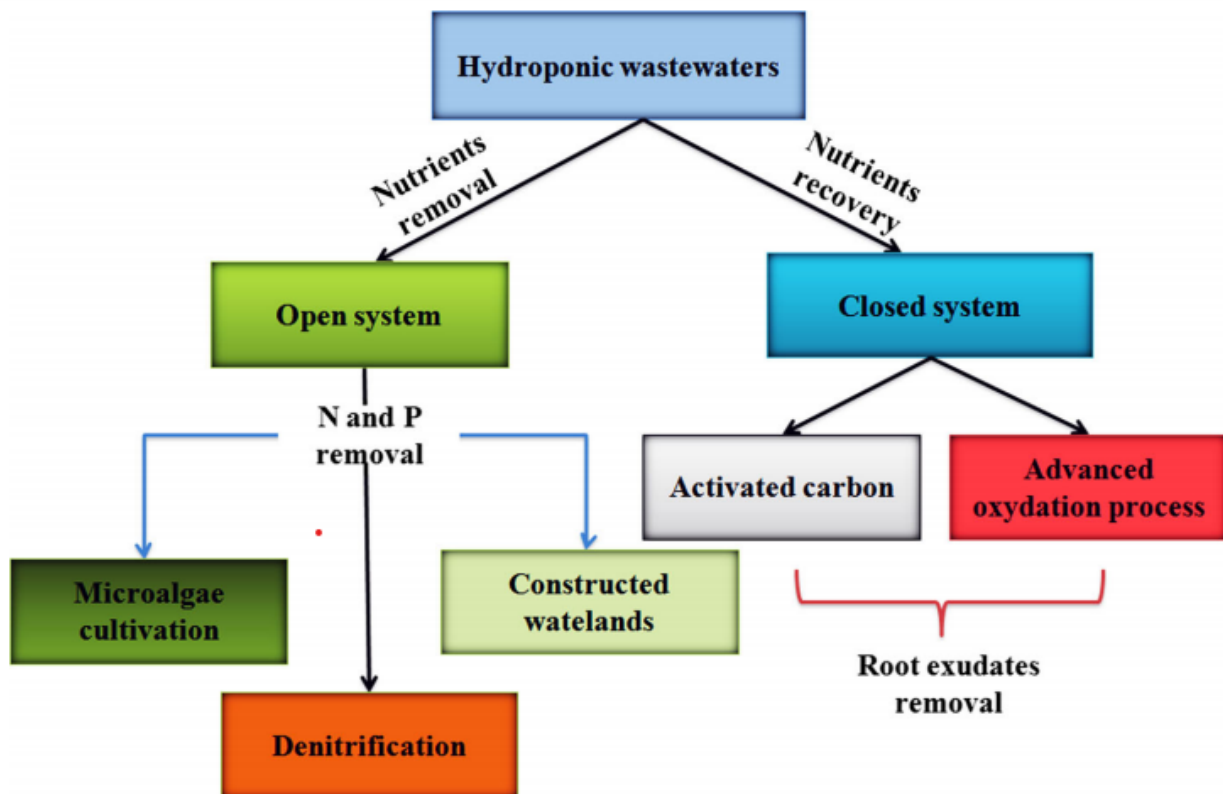 Hydroponic wastewaters
Nutrients
removal
Nutrients
recovery
Open system
Closed system
N and P
removal
Activated carbon
Advanced
oxydation process
Microalgae
cultivation
Constructed
watelands
Root exudates
removal
Denitrification